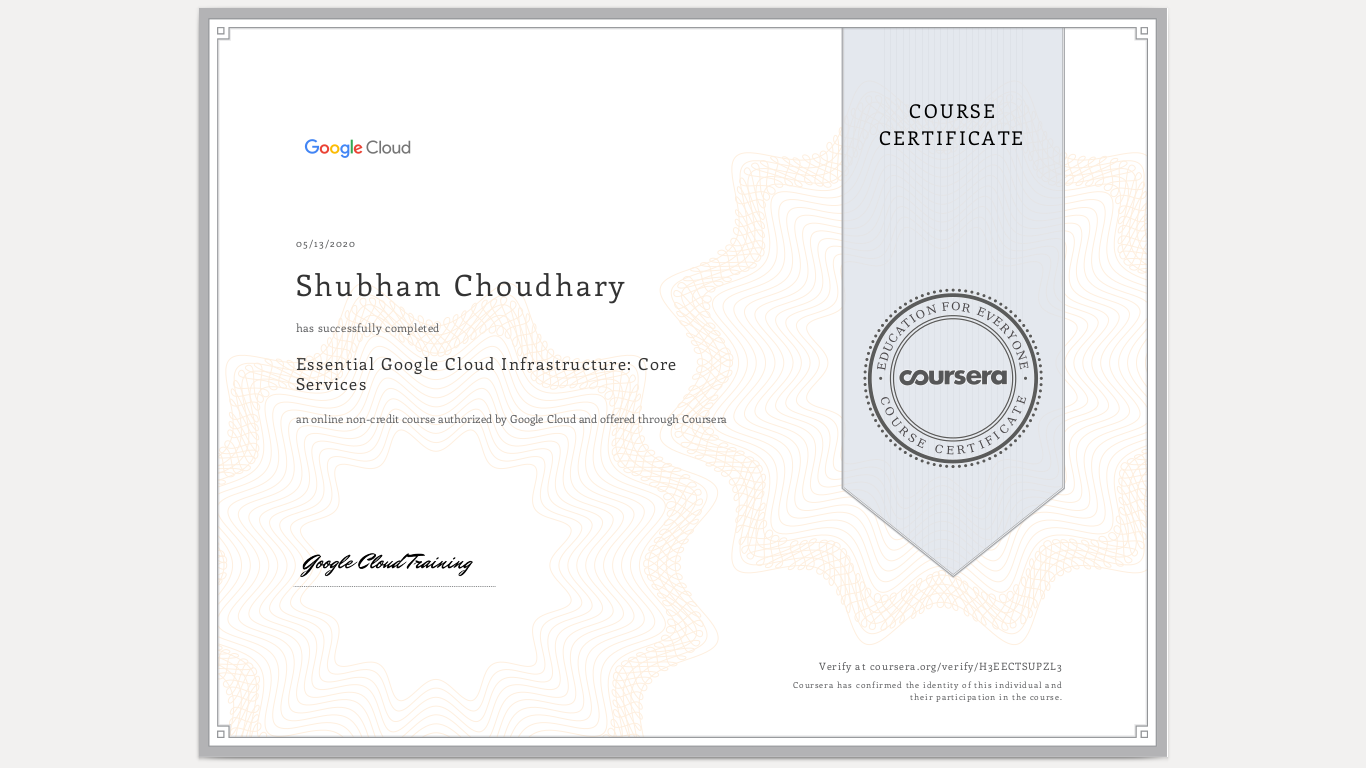 Google Cloud
05/13/2020
Shubham Choudhary
has successfully completed
Essential Google Cloud Infrastructure: Core
Services
an online non-credit course authorized by Google Cloud and offered through Coursera
Google Cloud Training
COURSE
CERTIFICATE
EDUCATION FOR EVERYONE
coursera
COURSE CERTIFICATE
Verify at coursera.org/verify/H3EECTSUPZL3
Coursera has confirmed the identity of this individual and
their participation in the course.